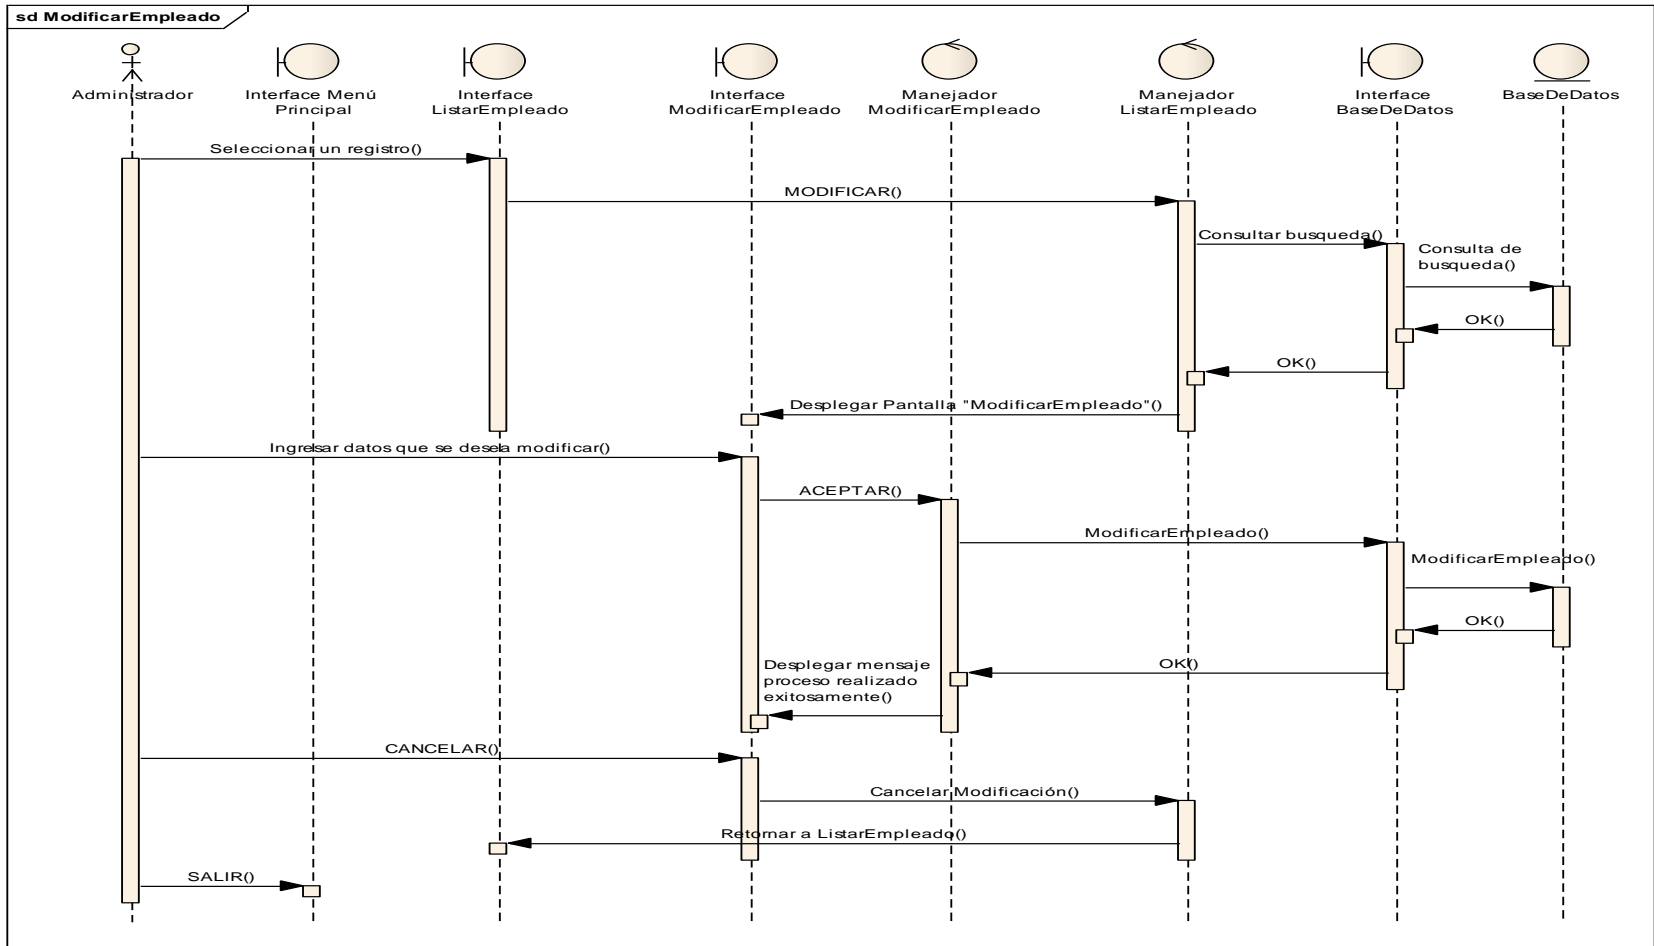 sd ModificarEmpleado
Administrador
Interface Menú
Principal
Interface
ListarEmpleado
Interface
ModificarEmpleado
Manejador
ModificarEmpleado
Manejador
ListarEmpleado
Interface
BaseDeDatos
BaseDeDatos
Seleccionar un registro()
MODIFICAR()
Consultar busqueda()
Consulta de
busqueda()
OK()
OK()
Desplegar Pantalla "ModificarEmpleado"()
Ingresar datos que se desea modificar()
ACEPTAR()
ModificarEmpleado()
ModificarEmpleado()
OK()
OK()
Desplegar mensaje
proceso realizado
exitosamente()
CANCELAR()
Cancelar Modificación()
Retornar a ListarEmpleado()
SALIR()